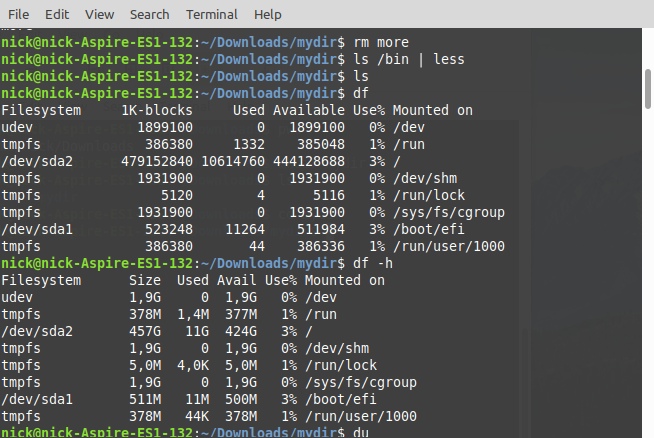 File Edit View Search Terminal Help
nick@nick-Aspire-ES1-132:~/Downloads/mydir$ rm more
nick@nick-Aspire-ES1-132:~/Downloads/mydir$ ls /bin | less
nick@nick-Aspire-ES1-132:~/Downloads/mydir$ ls
nick@nick-Aspire-ES1-132:~/Downloads/mydir$ df
Filesystem 1K-blocks Used Available Use% Mounted on
udev 1899100 0 1899100 0% /dev
tmpfs 386380 1332 385048 1% /run
/dev/sda2 479152840 10614760 444128688 3% /
tmpfs 1931900 0 1931900 0% /dev/shm
tmpfs 5120 4 5116 1% /run/lock
tmpfs 1931900 0 1931900 0% /sys/fs/cgroup
/dev/sda1 523248 11264 511984 3% /boot/efi
tmpfs 386380 44 386336 1% /run/user/1000
nick@nick-Aspire-ES1-132:~/Downloads/mydir$ df -h
Filesystem Size Used Avail Use% Mounted on
udev 1,9G 0 1,9G 0% /dev
tmpfs 378M 1,4M 377M 1% /run
/dev/sda2 457G 11G 424G 3% /
tmpfs 1,9G 0 1,9G 0% /dev/shm
tmpfs 5,0M 4,0K 5,0M 1% /run/lock
tmpfs 1,9G 0 1,9G 0% /sys/fs/cgroup
/dev/sda1 511M 11M 500M 3% /boot/efi
tmpfs 378M 44K 378M 1% /run/user/1000
nick@nick-Aspire-ES1-132:~/Downloads/mydir$ du